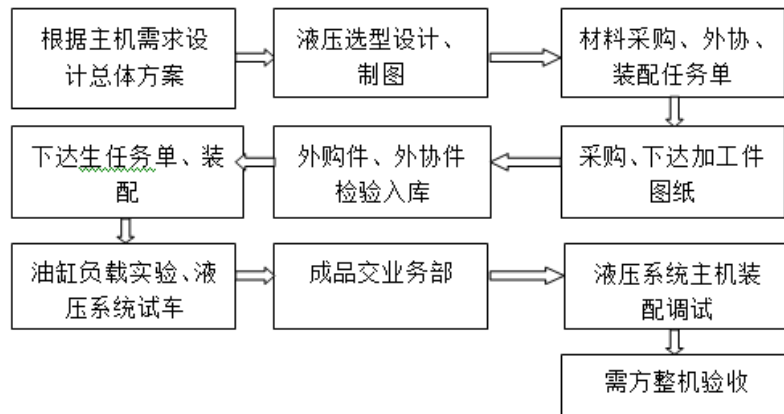 根据主机需求设
计总体方案
液压选型设计、
制图
材料采购、外协、
装配任务单
采购、下达加工件
图纸
外购件、外协件
检验入库
下达生任务单、装
配
油缸负载实验、液
压系统试车
成品交业务部
液压系统主机装
配调试
需方整机验收